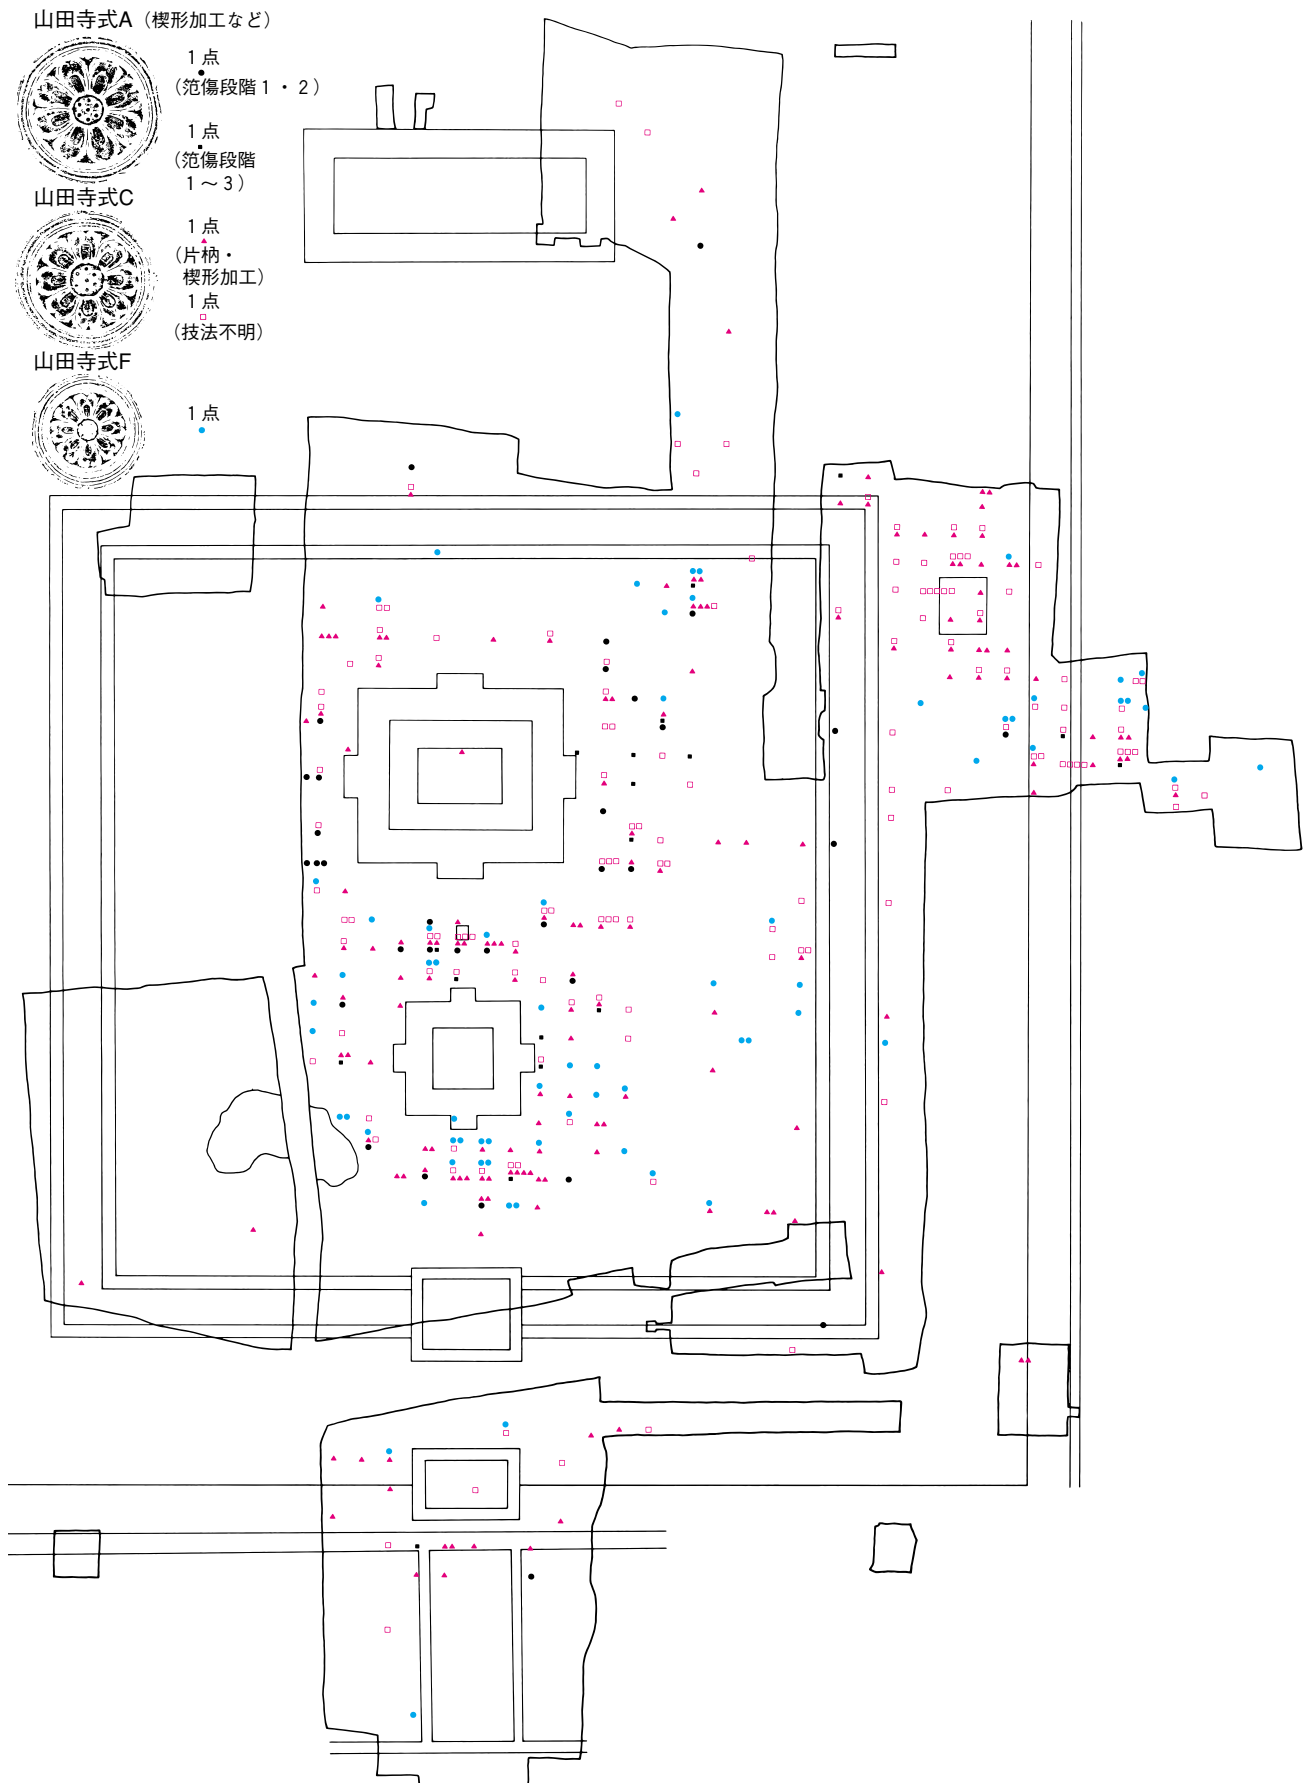 山田寺式A（楔形加工など）
1点
（笵傷段階1・2）
1点
（笵傷段階
1～3）
山田寺式C
1点
（片枘・
楔形加工）
1点
（技法不明）
山田寺式F
1点